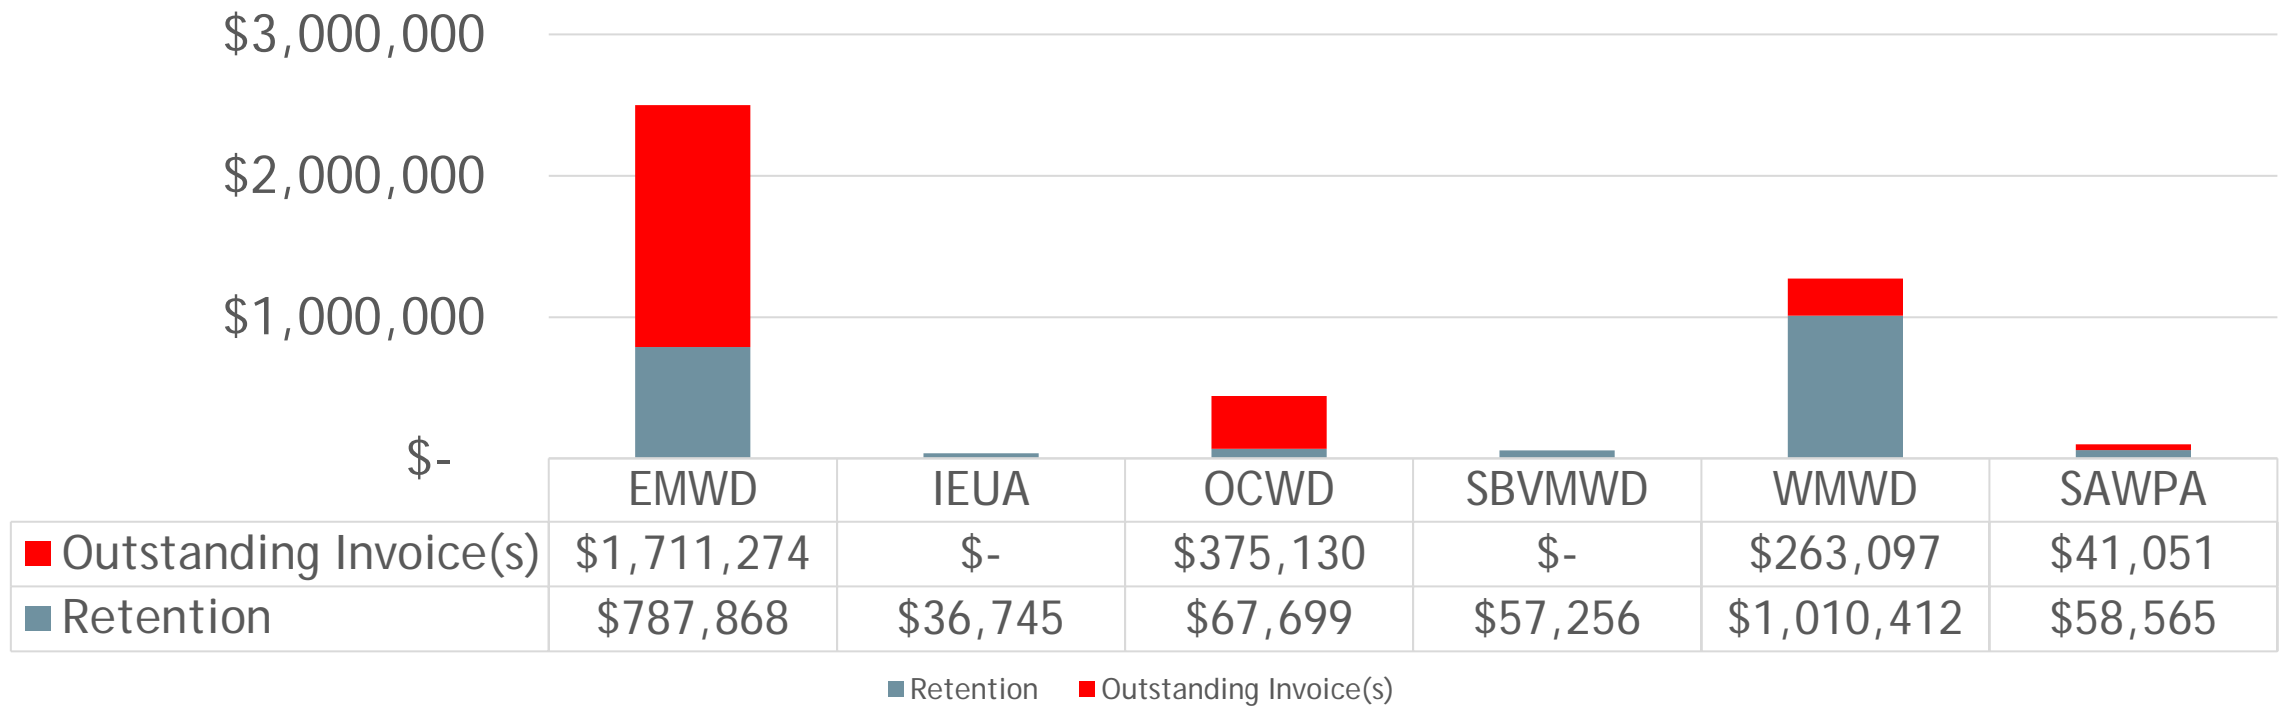 $3,000,000
$2,000,000
$1,000,000
$-
EMWD IEUA OCWD SBVMWD WMWD SAWPA
Outstanding Invoice(s) $1,711,274 $- $375,130 $- $263,097 $41,051
Retention $787,868 $36,745 $67,699 $57,256 $1,010,412 $58,565
Retention Outstanding Invoice(s)